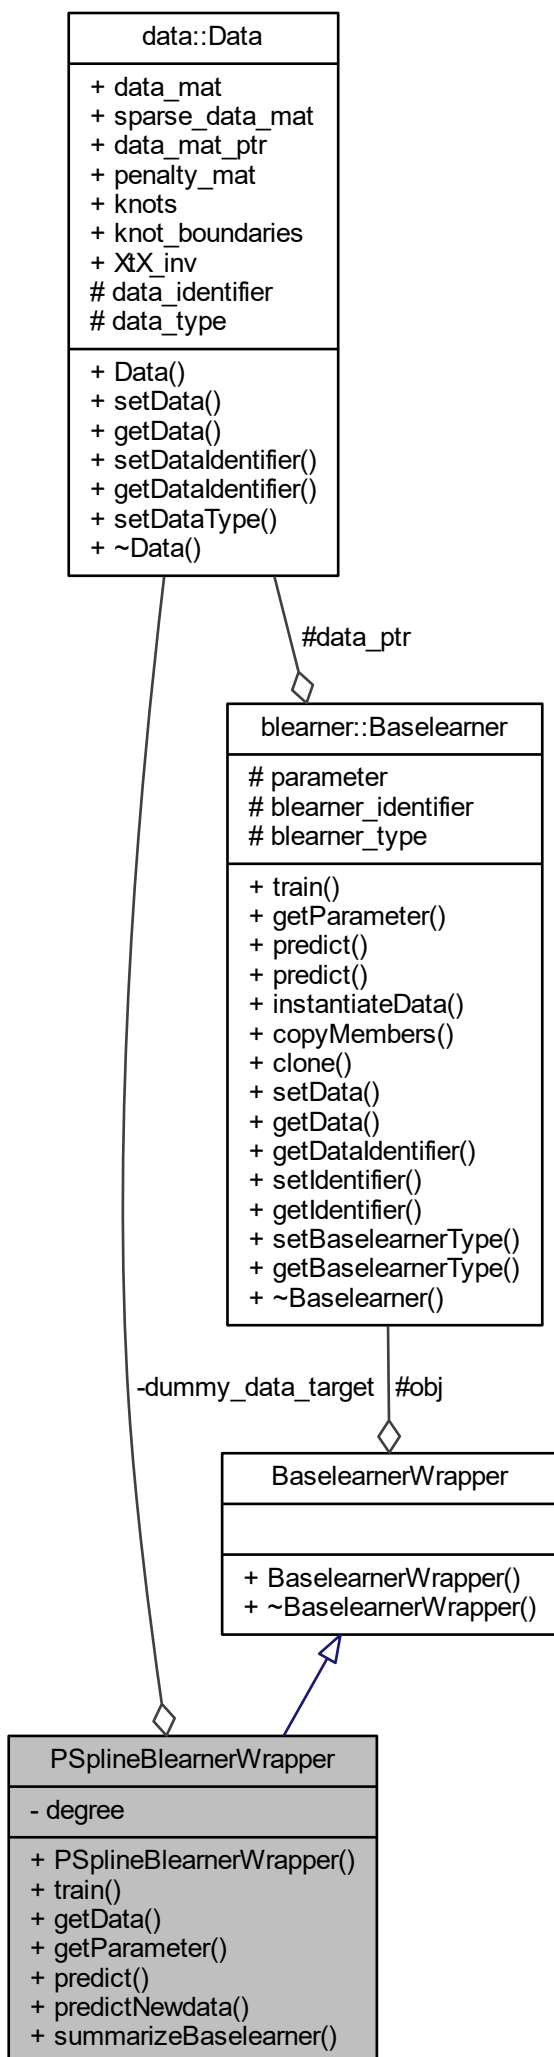 data::Data
+ data_mat
+ sparse_data_mat
+ data_mat_ptr
+ penalty_mat
+ knots
+ knot_boundaries
+ XtX_inv
# data_identifier
# data_type
+ Data()
+ setData()
+ getData()
+ setDataIdentifier()
+ getDataIdentifier()
+ setDataType()
+ ~Data()
#data_ptr
blearner::Baselearner
# parameter
# blearner_identifier
# blearner_type
+ train()
+ getParameter()
+ predict()
+ predict()
+ instantiateData()
+ copyMembers()
+ clone()
+ setData()
+ getData()
+ getDataIdentifier()
+ setIdentifier()
+ getIdentifier()
+ setBaselearnerType()
+ getBaselearnerType()
+ ~Baselearner()
-dummy_data_target
#obj
BaselearnerWrapper
+ BaselearnerWrapper()
+ ~BaselearnerWrapper()
PSplineBlearnerWrapper
- degree
+ PSplineBlearnerWrapper()
+ train()
+ getData()
+ getParameter()
+ predict()
+ predictNewdata()
+ summarizeBaselearner()